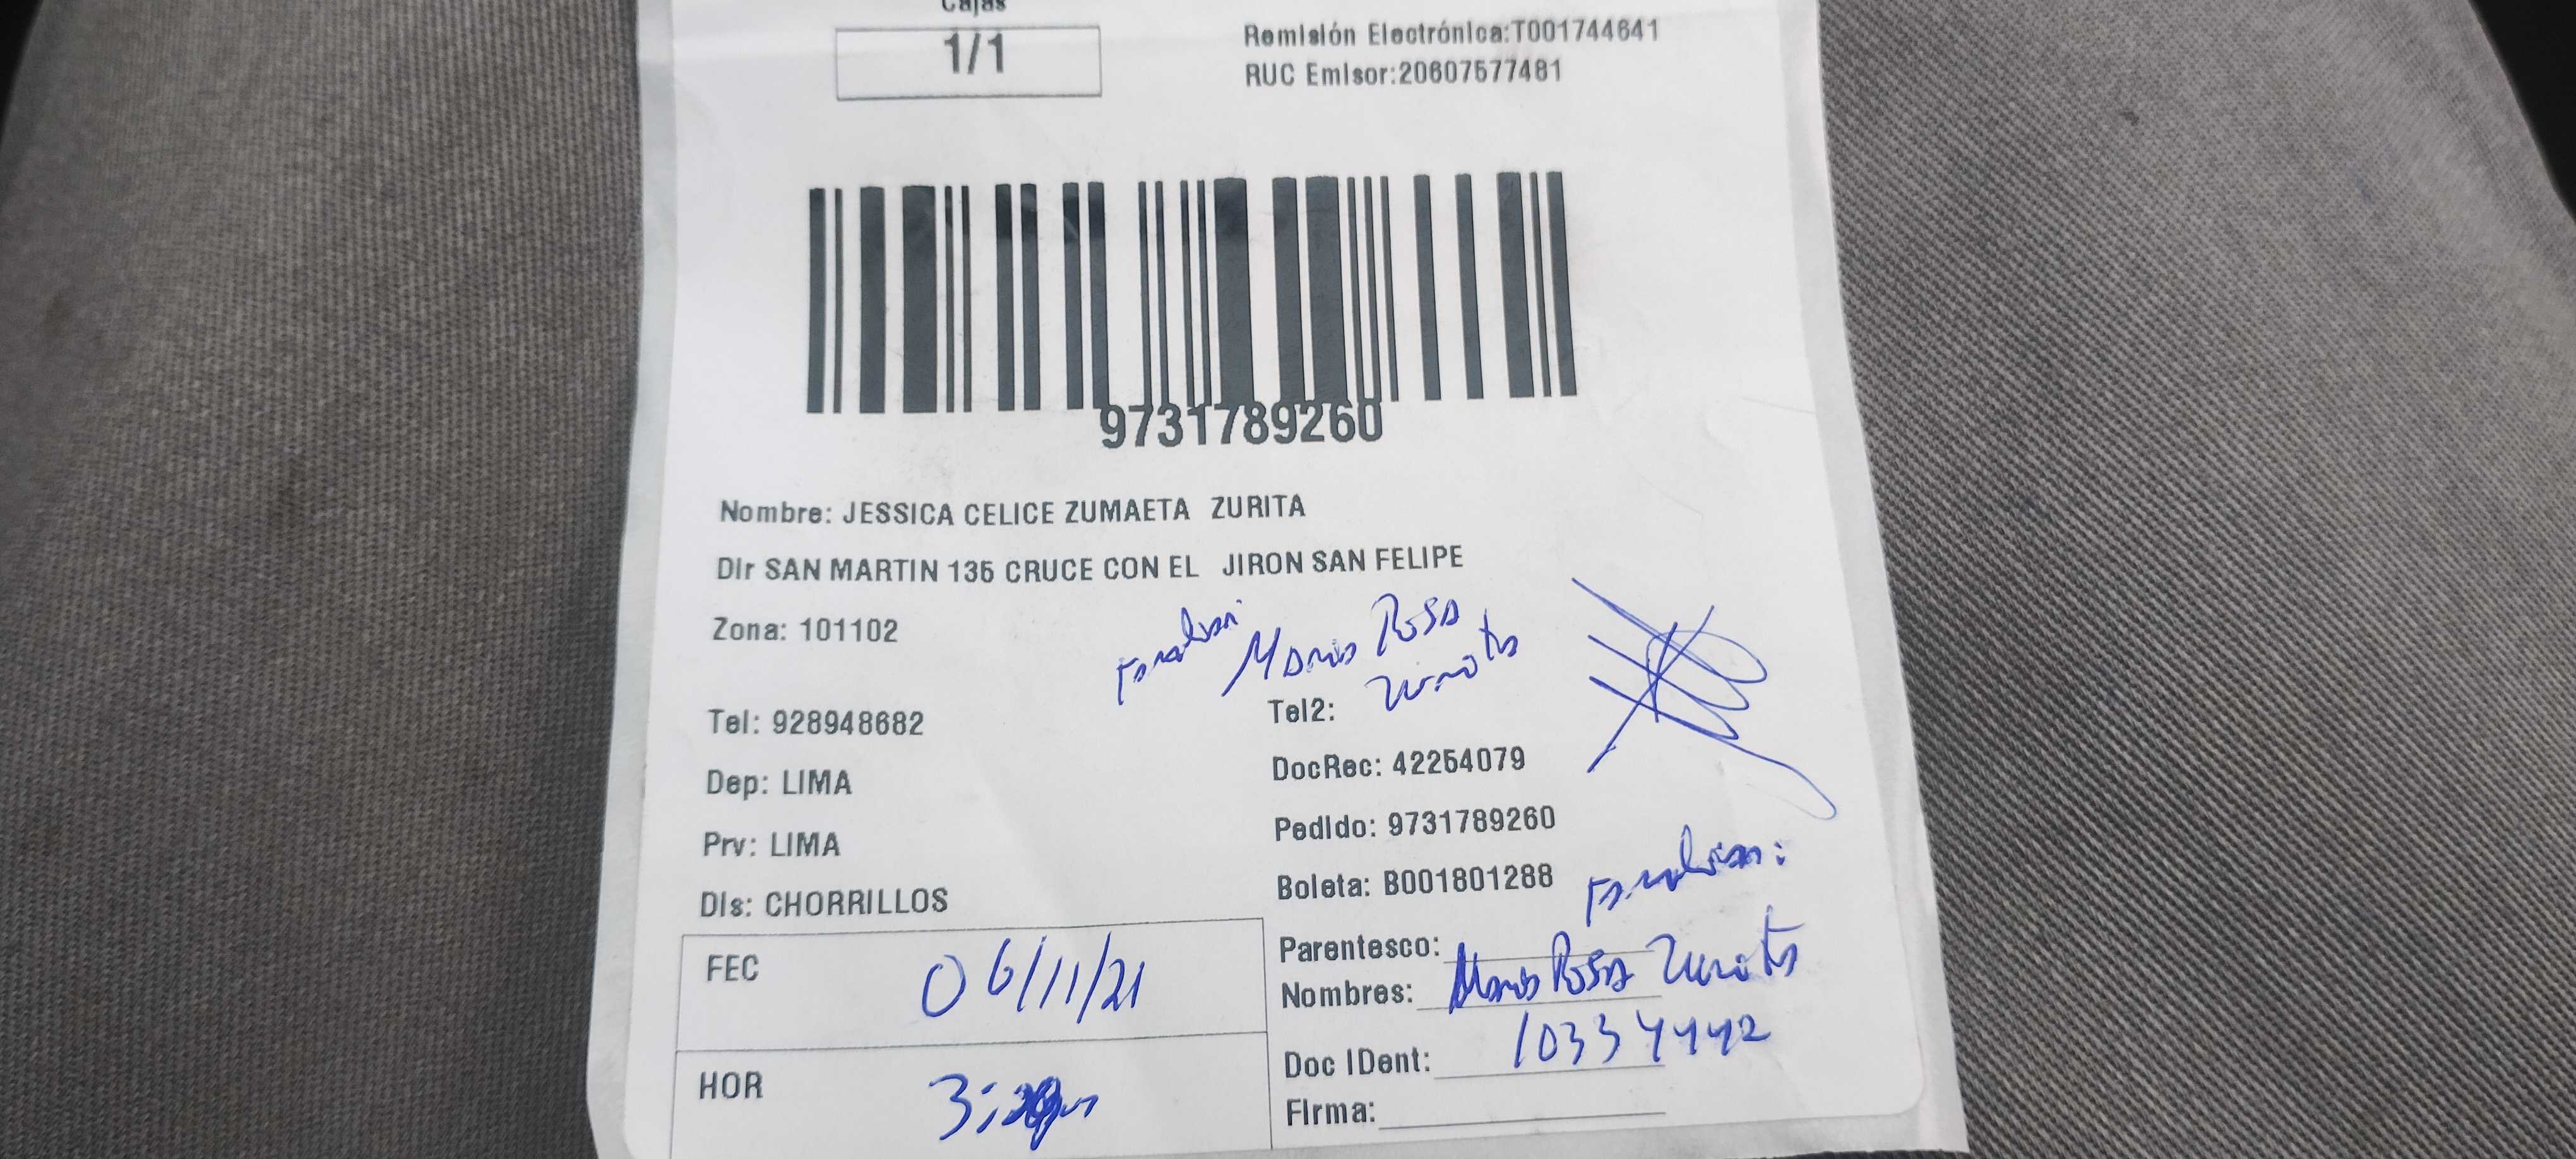 Cajas
1/1
Remisión Electrónica:T001744641
RUC Emisor:20607577481
9731789260
Nombre: JESSICA CELICE ZUMAETA ZURITA
Dir SAN MARTIN 135 CRUCE CON EL JIRON SAN FELIPE
Zona: 101102
Rosa
Tel: 928948682
Tel2:
Dep: LIMA
DocRec: 42254079
Prv: LIMA
Pedido: 9731789260
Dis: CHORRILLOS
Boleta: B001801288
FEC 06/11/21
Parentesco:
Nombres: Rosa
HOR
Doc IDent: 10334442
Firma: